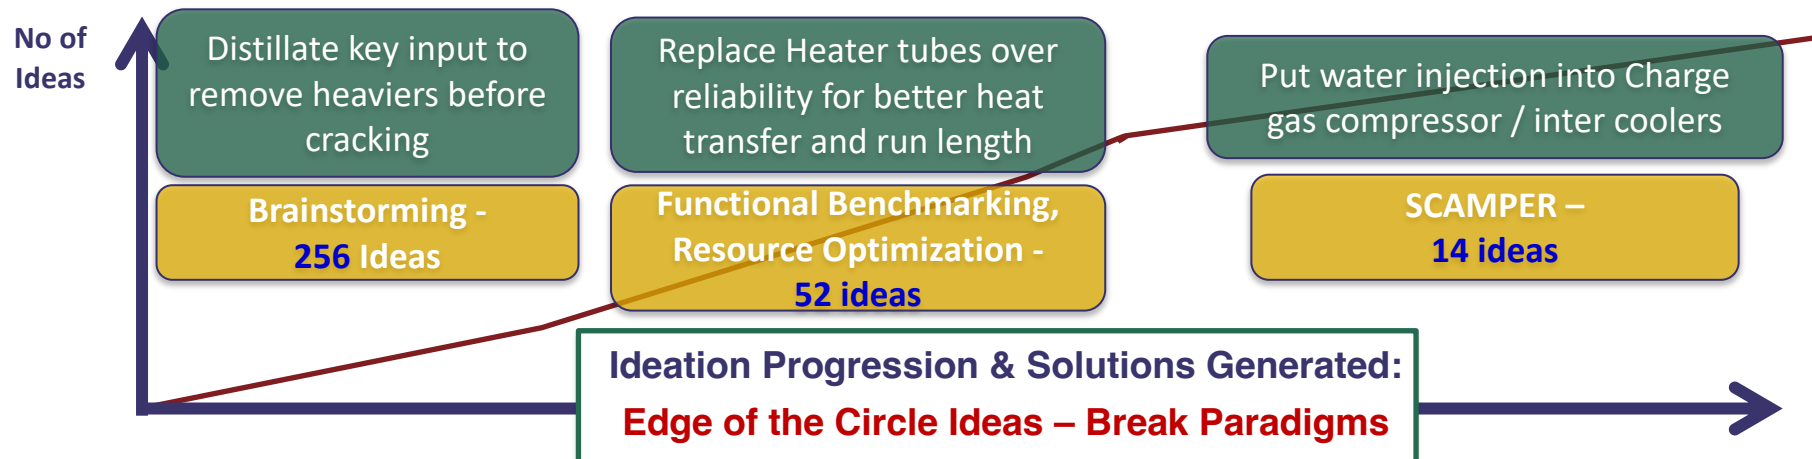 No of
Ideas
Distillate key input to
remove heaviers before
cracking
Brainstorming -
256 Ideas
Replace Heater tubes over
reliability for better heat
transfer and run length
Functional Benchmarking,
Resource Optimization -
52 ideas
Put water injection into Charge
gas compressor / inter coolers
SCAMPER –
14 ideas
Ideation Progression & Solutions Generated:
Edge of the Circle Ideas – Break Paradigms